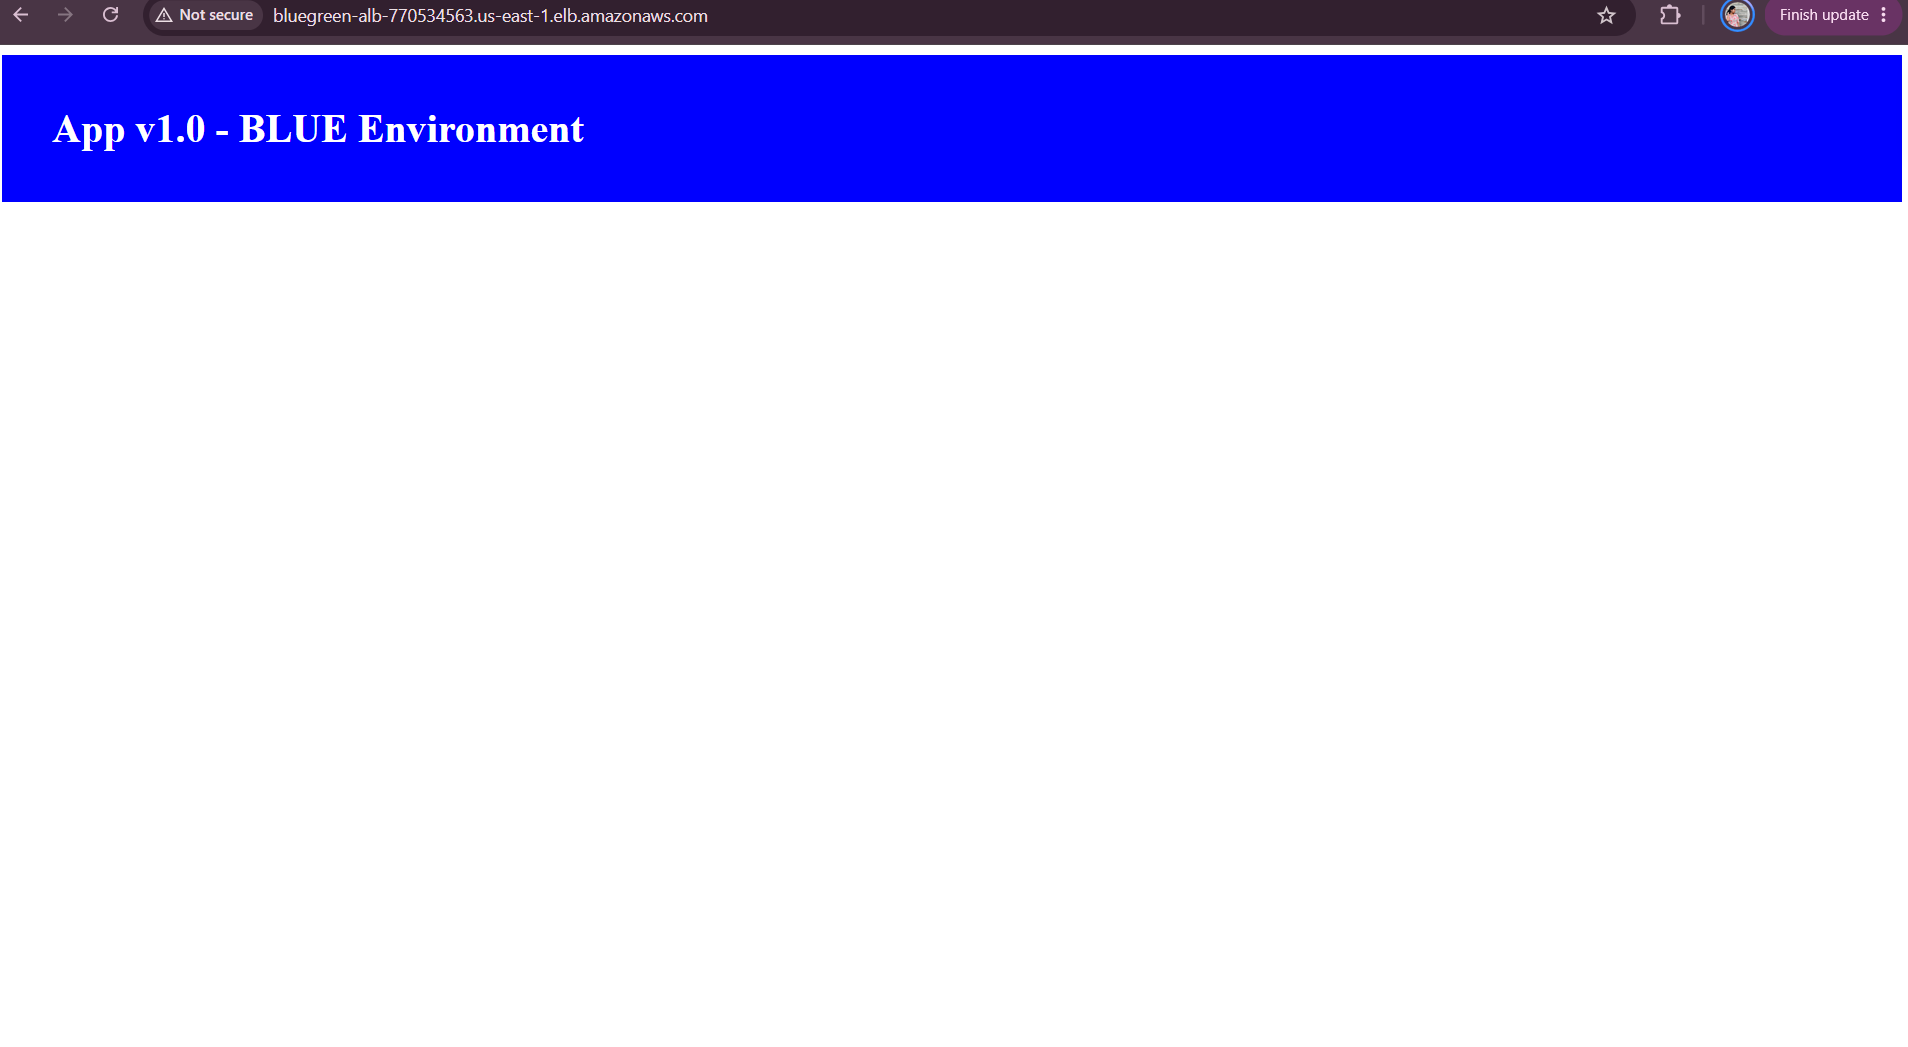 Not secure
bluegreen-alb-770534563.us-east-1.elb.amazonaws.com
Finish update
App v1.0 - BLUE Environment